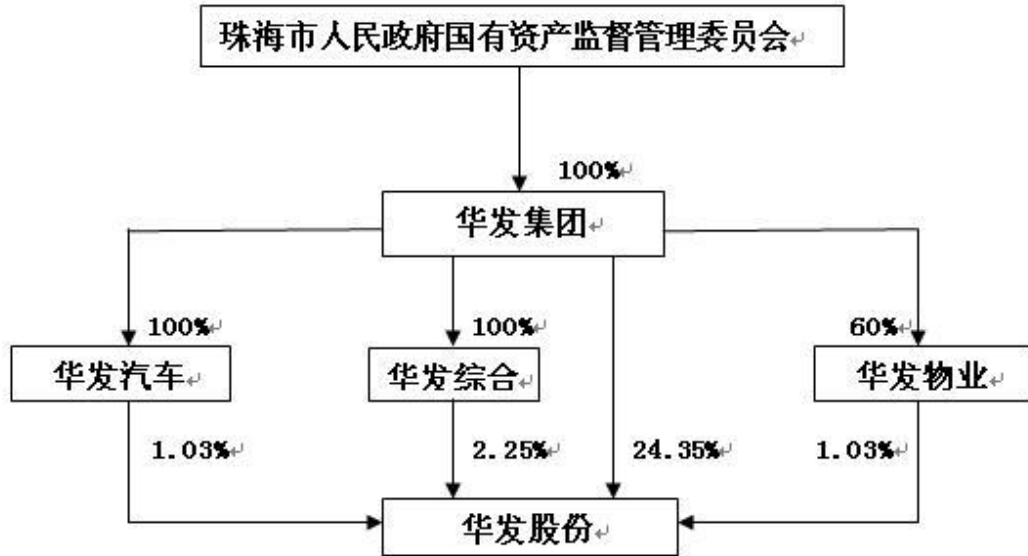 珠海市人民政府国有资产监督管理委员会
100%
华发集团
100%
100%
60%
华发汽车
华发综合
华发物业
1.03%
2.25%
24.35%
1.03%
华发股份